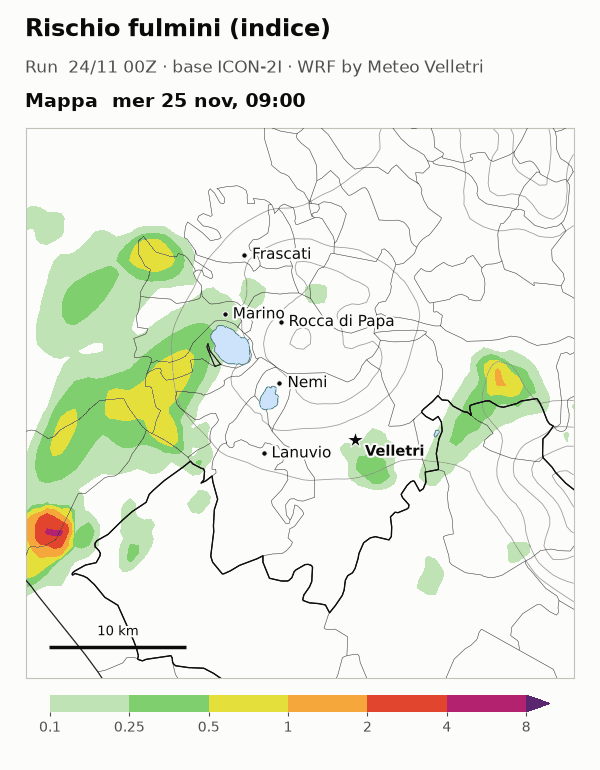 Rischio fulmini (indice)
Run  24/11 00Z · base ICON-2I · WRF by Meteo Velletri
Mappa  mer 25 nov, 09:00
Frascati
Marino
Rocca di Papa
Nemi
Velletri
Lanuvio
10 km
0.1 0.25 0.5 1 2 4 8